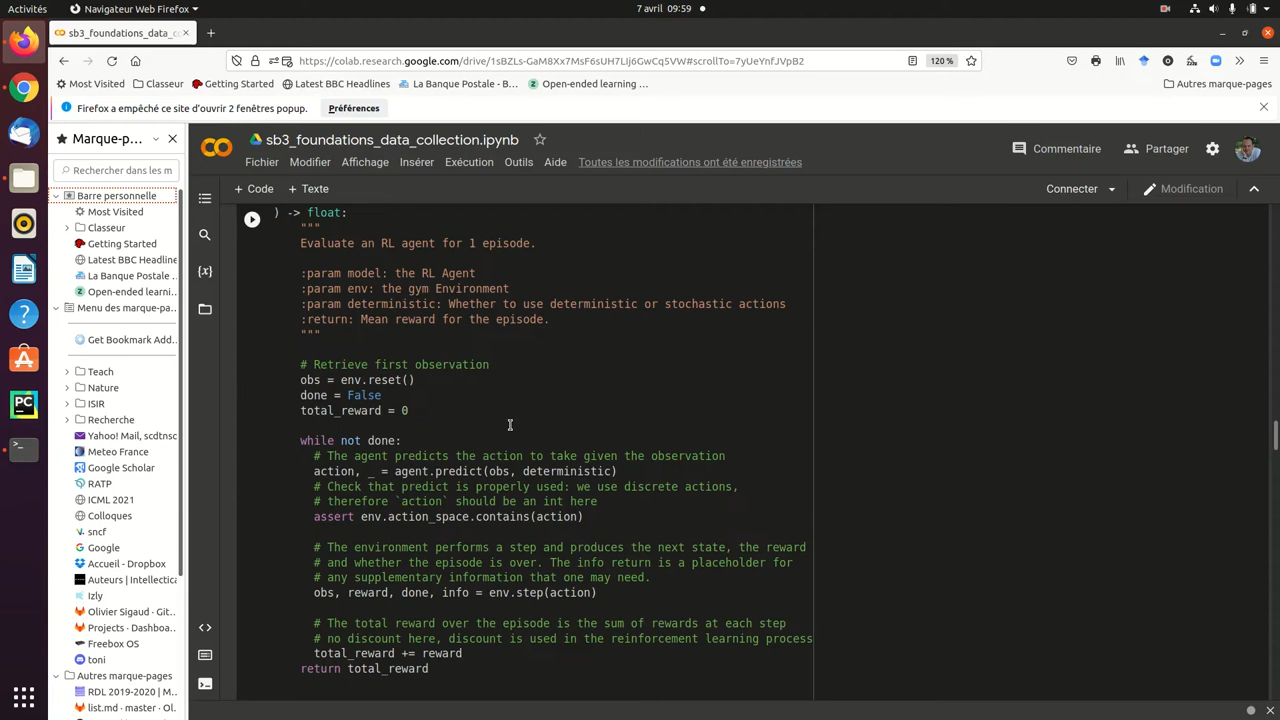 Activités
Navigateur Web Firefox
7 avril 09:59
sb3_foundations_data_c
https://colab.research.google.com/drive/1sBZLs-GaM8Xx7MsF6sUH7LIj6GwCq5VW#scrollTo=7yUeYnfJVpB2
120 %
Most Visited
Classeur
Getting Started
Latest BBC Headlines
La Banque Postale - B...
Open-ended learning ...
Autres marque-pages
Firefox a empêché ce site d'ouvrir 2 fenêtres popup.
Préférences
Marque-p...
sb3_foundations_data_collection.ipynb
Fichier Modifier Affichage Insérer Exécution Outils Aide Toutes les modifications ont été enregistrées
Commentaire
Partager
Rechercher dans les m
+ Code + Texte
Connecter
Modification
Barre personnelle
Most Visited
Classeur
Getting Started
Latest BBC Headline
La Banque Postale ...
Open-ended learni...
Menu des marque-pa...
Get Bookmark Add...
Teach
Nature
ISIR
Recherche
Yahoo! Mail, scdtnsc
Meteo France
Google Scholar
RATP
ICML 2021
Colloques
sncf
Google
Accueil - Dropbox
Auteurs | Intellectica
Izly
Olivier Sigaud · Git...
Projects · Dashboa...
Freebox OS
toni
Autres marque-pages
RDL 2019-2020 | M...
list.md · master · Ol...
) -> float:
"""
Evaluate an RL agent for 1 episode.
:param model: the RL Agent
:param env: the gym Environment
:param deterministic: Whether to use deterministic or stochastic actions
:return: Mean reward for the episode.
"""
# Retrieve first observation
obs = env.reset()
done = False
total_reward = 0
while not done:
# The agent predicts the action to take given the observation
action, _ = agent.predict(obs, deterministic)
# Check that predict is properly used: we use discrete actions,
# therefore `action` should be an int here
assert env.action_space.contains(action)
# The environment performs a step and produces the next state, the reward
# and whether the episode is over. The info return is a placeholder for
# any supplementary information that one may need.
obs, reward, done, info = env.step(action)
# The total reward over the episode is the sum of rewards at each step
# no discount here, discount is used in the reinforcement learning process
total_reward += reward
return total_reward